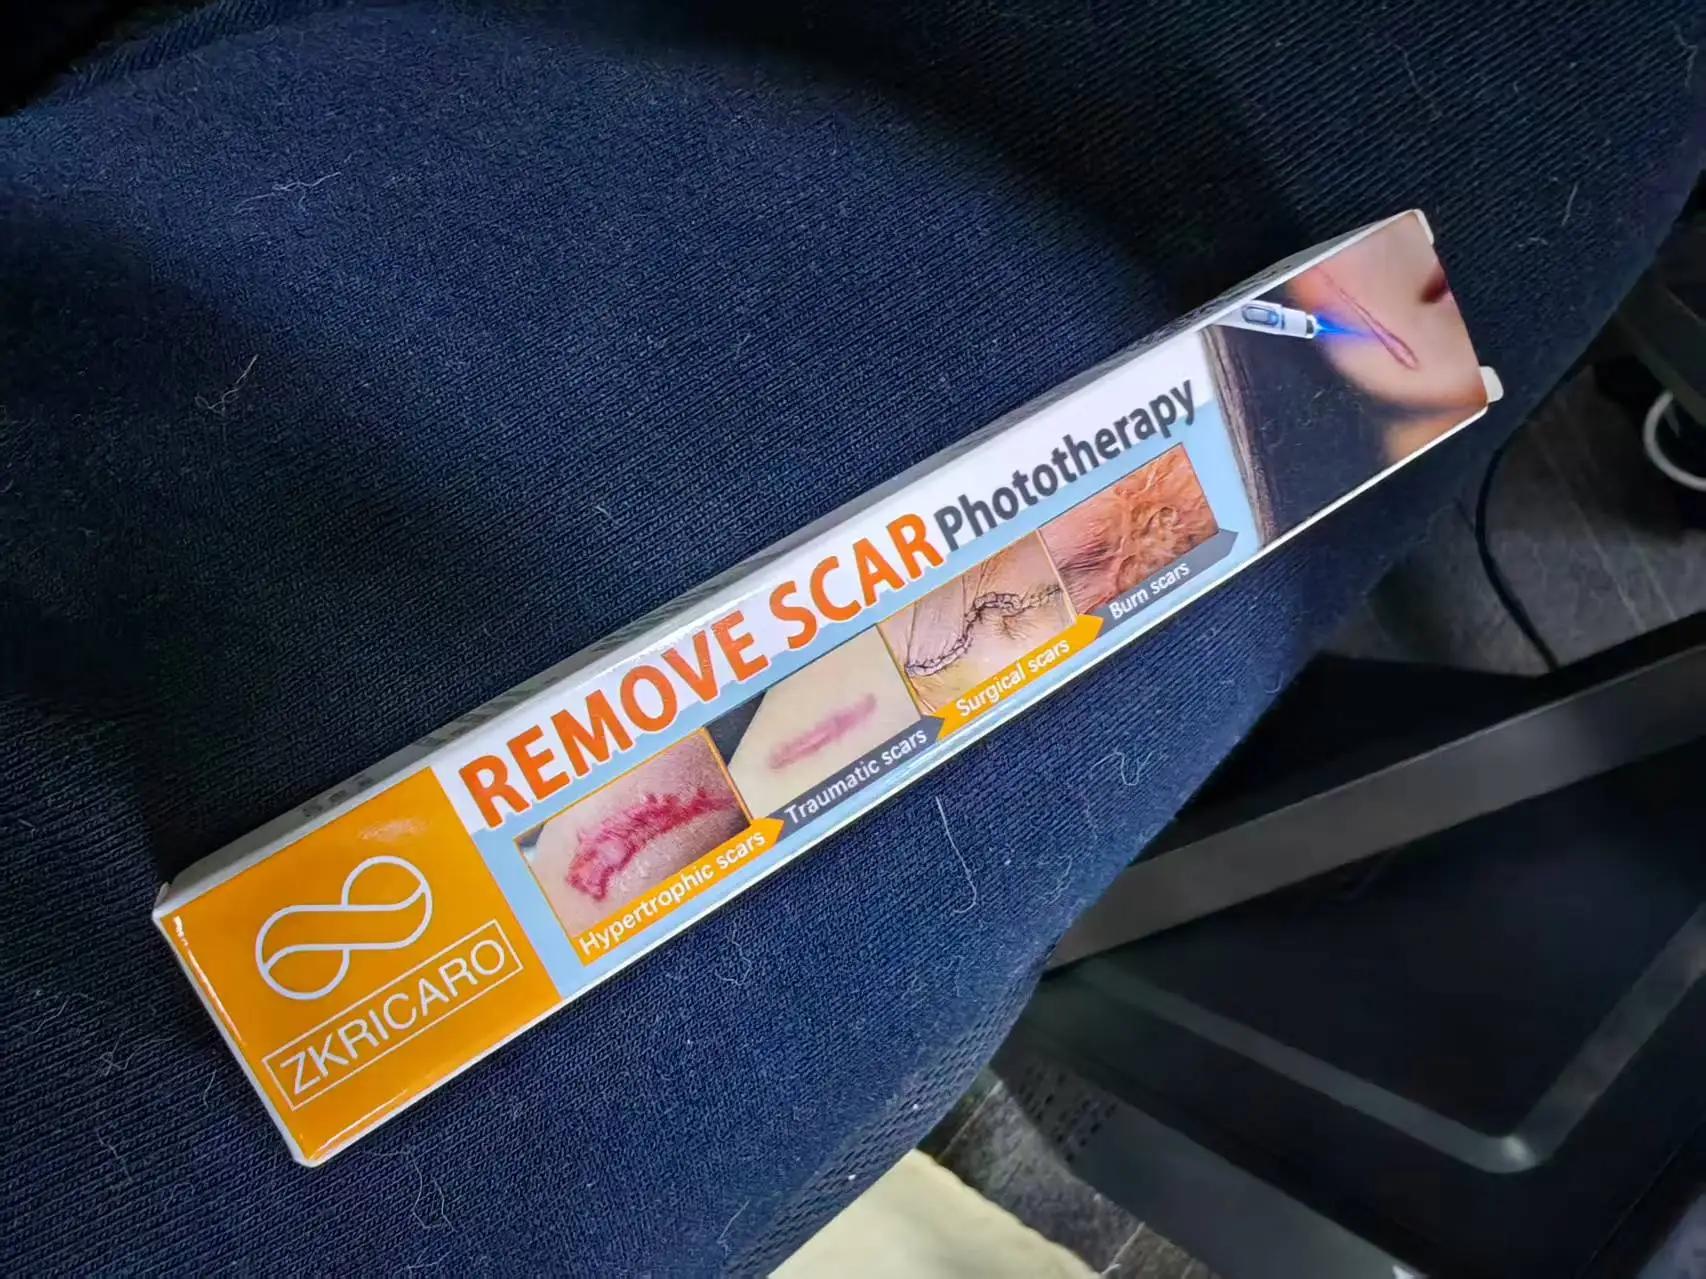 ZKRICARO
REMOVE SCAR Phototherapy
Hypertrophic scars
Traumatic scars
Surgical scars
Burn scars